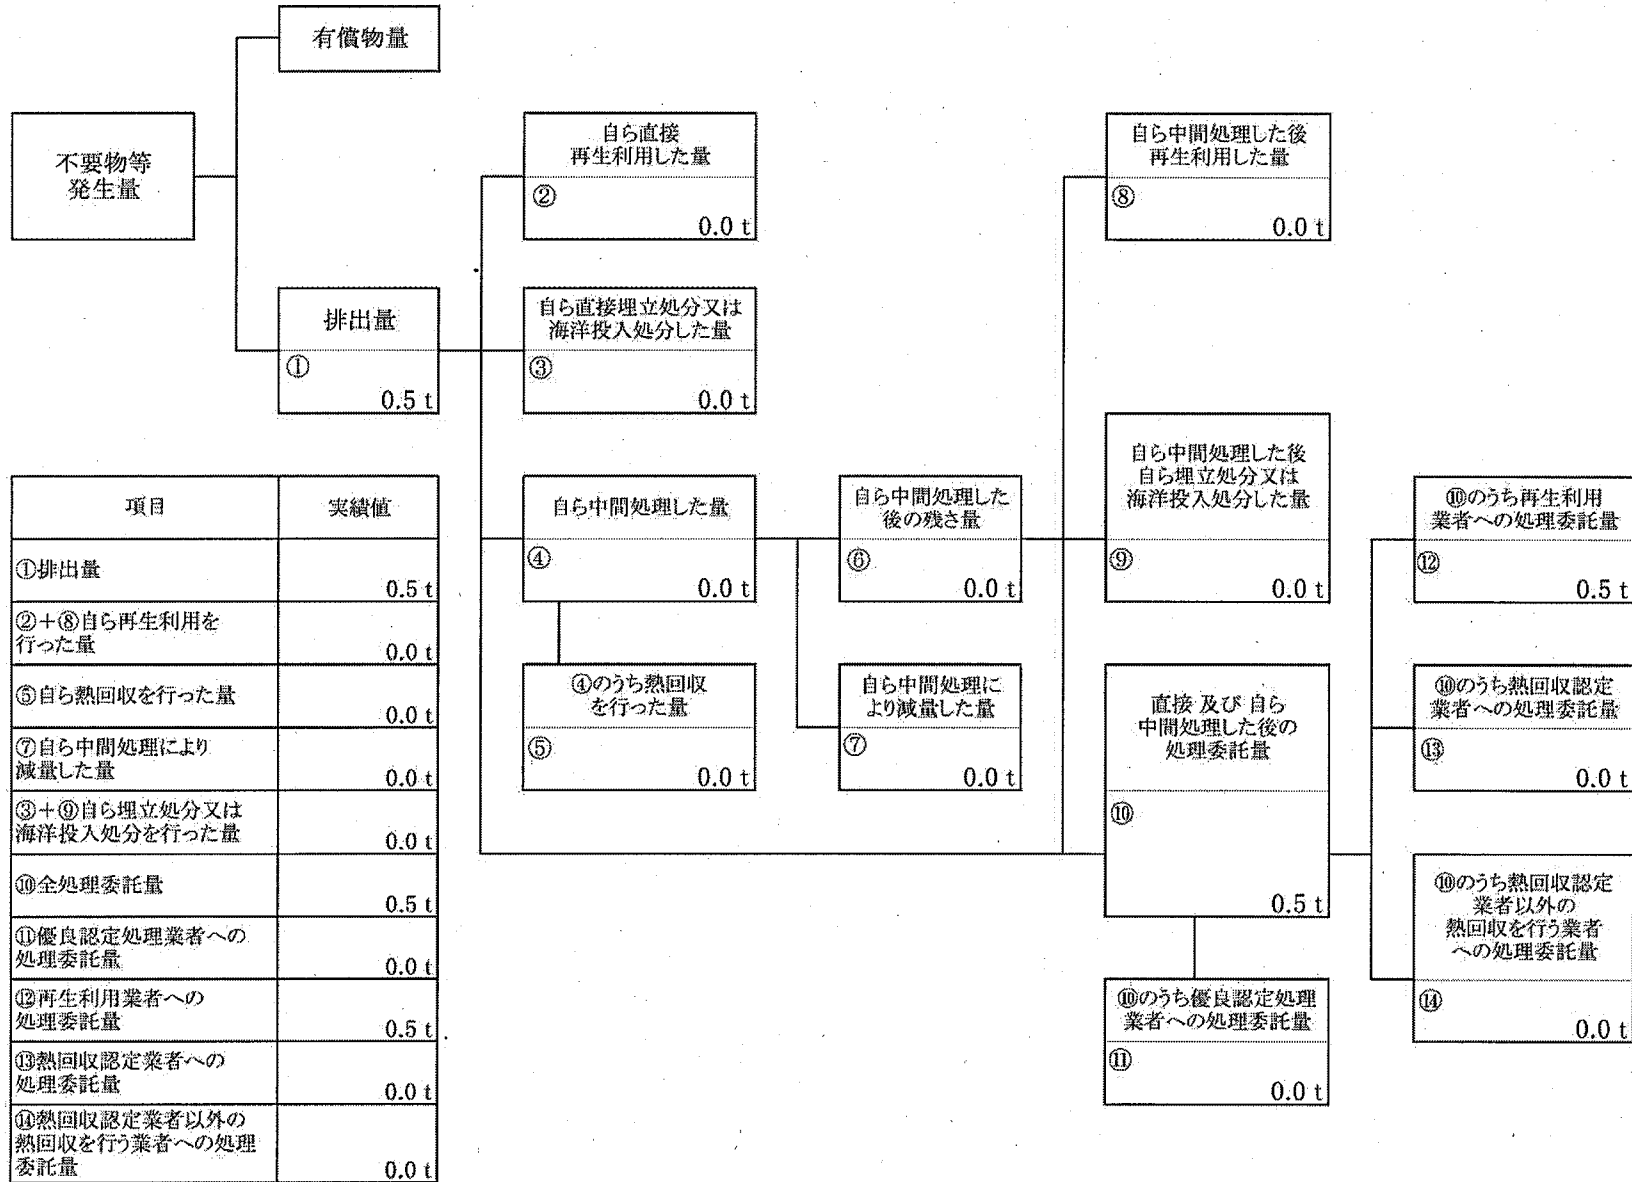 有償物量
不要物等
発生量
排出量
①
0.5 t
自ら直接
再生利用した量
②
0.0 t
自ら直接埋立処分又は
海洋投入処分した量
③
0.0 t
自ら中間処理した量
④
0.0 t
④のうち熱回収
を行った量
⑤
0.0 t
自ら中間処理した
後の残さ量
⑥
0.0 t
自ら中間処理に
より減量した量
⑦
0.0 t
自ら中間処理した後
再生利用した量
⑧
0.0 t
自ら中間処理した後
自ら埋立処分又は
海洋投入処分した量
⑨
0.0 t
直接 及び 自ら
中間処理した後の
処理委託量
⑩
0.5 t
⑩のうち優良認定処理
業者への処理委託量
⑪
0.0 t
⑩のうち再生利用
業者への処理委託量
⑫
0.5 t
⑩のうち熱回収認定
業者への処理委託量
⑬
0.0 t
⑩のうち熱回収認定
業者以外の
熱回収を行う業者
への処理委託量
⑭
0.0 t
項目 実績値
①排出量
0.5 t
②+⑧自ら再生利用を
行った量
0.0 t
⑤自ら熱回収を行った量
0.0 t
⑦自ら中間処理により
減量した量
0.0 t
③+⑨自ら埋立処分又は
海洋投入処分を行った量
0.0 t
⑩全処理委託量
0.5 t
⑪優良認定処理業者への
処理委託量
0.0 t
⑫再生利用業者への
処理委託量
0.5 t
⑬熱回収認定業者への
処理委託量
0.0 t
⑭熱回収認定業者以外の
熱回収を行う業者への処理
委託量
0.0 t